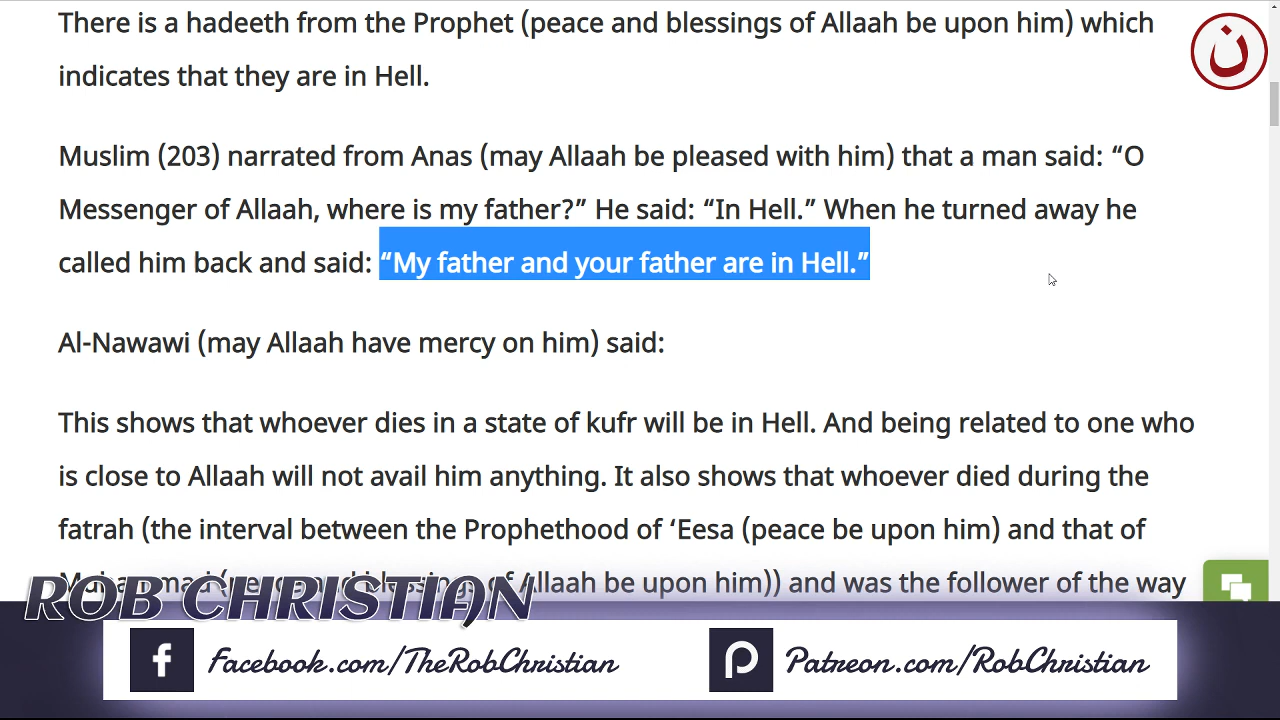 There is a hadeeth from the Prophet (peace and blessings of Allaah be upon him) which
indicates that they are in Hell.
ن
Muslim (203) narrated from Anas (may Allaah be pleased with him) that a man said: “O
Messenger of Allaah, where is my father?” He said: “In Hell.” When he turned away he
called him back and said: “My father and your father are in Hell.”
Al-Nawawi (may Allaah have mercy on him) said:
This shows that whoever dies in a state of kufr will be in Hell. And being related to one who
is close to Allaah will not avail him anything. It also shows that whoever died during the
fatrah (the interval between the Prophethood of ‘Eesa (peace be upon him) and that of
Muhammad (peace and blessings of Allaah be upon him)) and was the follower of the way
ROB CHRISTIAN
f Facebook.com/TheRobChristian
Patreon.com/RobChristian